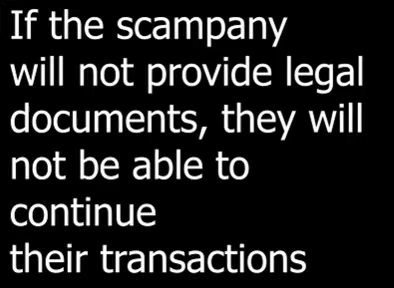 If the scampany
will not provide legal
documents, they will
not be able to
continue
their transactions